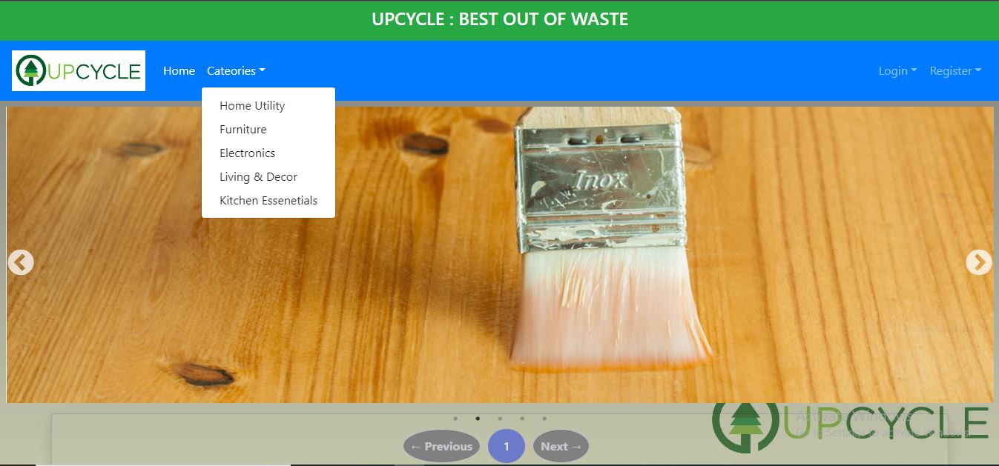 UPCYCLE : BEST OUT OF WASTE
UPCYCLE Home Cateories Login Register
Home Utility
Furniture
Electronics
Living & Decor
Kitchen Essenetials
Inox
UPCYCLE
Activate Windows
Go to Settings to activate Windows.
← Previous 1 Next →